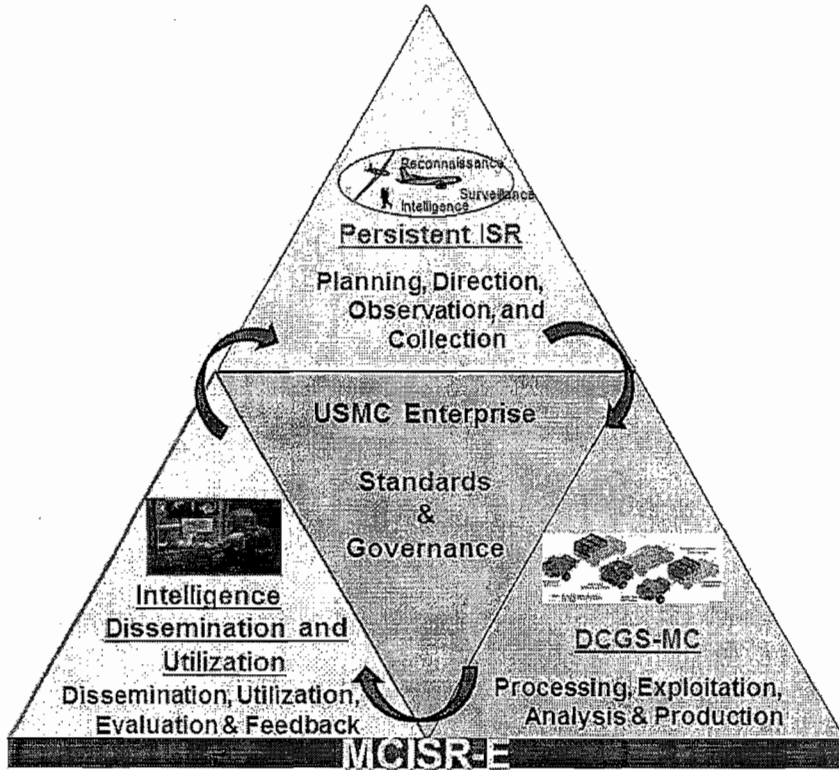 Reconnaissance
Surveillance
Intelligence
Persistent ISR
Planning, Direction,
Observation, and
Collection
USMC Enterprise
Standards
&
Governance
Intelligence
Dissemination and
Utilization
Dissemination, Utilization,
Evaluation & Feedback
DCGS-MC
Processing, Exploitation,
Analysis & Production
MCISR-E